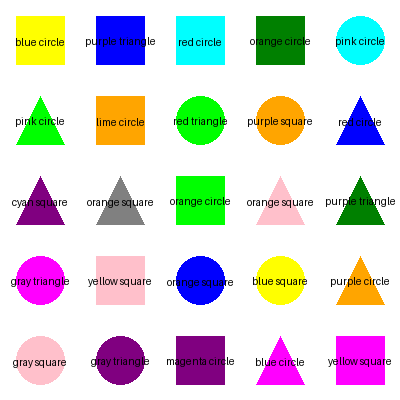 blue circle
purple triangle
red circle
orange circle
pink circle
pink circle
lime circle
red triangle
purple square
red circle
cyan square
orange square
orange circle
orange square
purple triangle
gray triangle
yellow square
orange square
blue square
purple circle
gray square
gray triangle
magenta circle
blue circle
yellow square